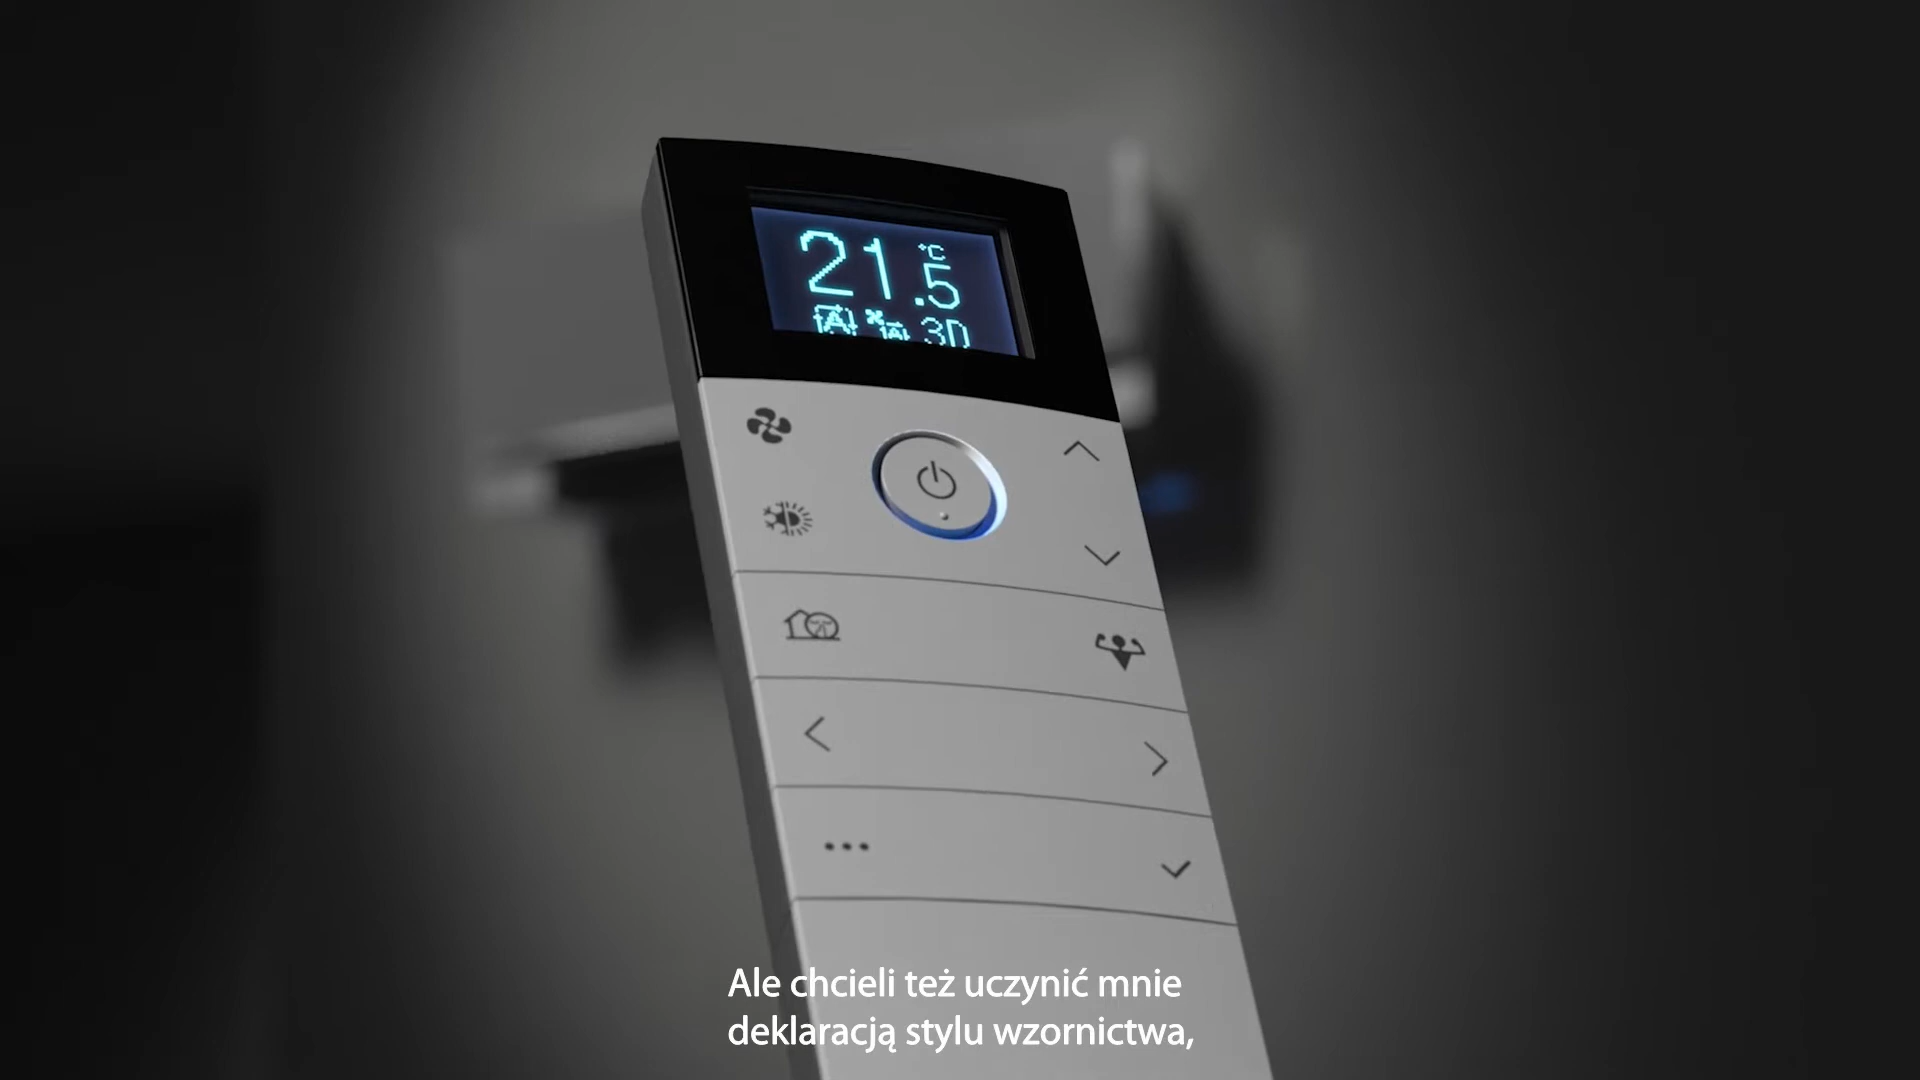 21.5 °C
3D
Ale chcieli też uczynić mnie
deklaracją stylu wzornictwa,